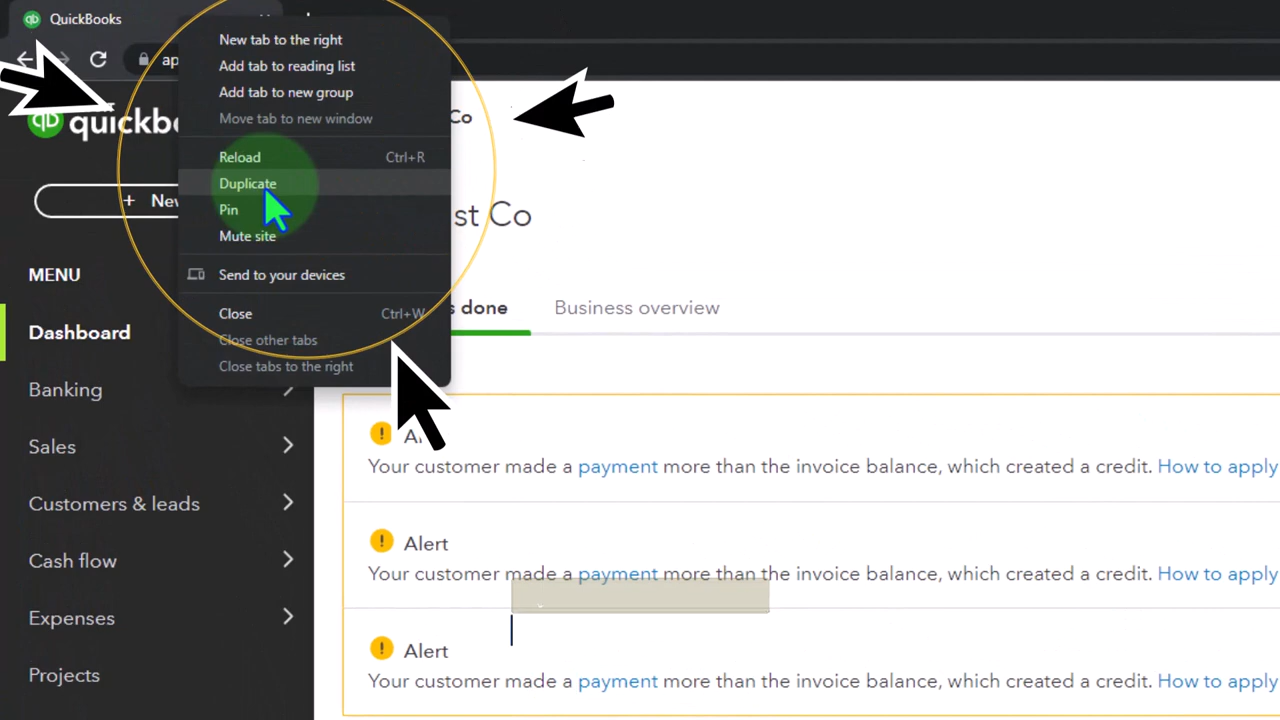 QuickBooks
ap
New tab to the right
Add tab to reading list
Add tab to new group
Move tab to new window
Reload Ctrl+R
Duplicate
Pin
Mute site
Send to your devices
Close Ctrl+W
Close other tabs
Close tabs to the right
qb quickbo
Co
+ New
st Co
MENU
Dashboard
Banking
Sales
Customers & leads
Cash flow
Expenses
Projects
s done Business overview
Al
Your customer made a payment more than the invoice balance, which created a credit. How to apply
Alert
Your customer made a payment more than the invoice balance, which created a credit. How to apply
Alert
Your customer made a payment more than the invoice balance, which created a credit. How to apply